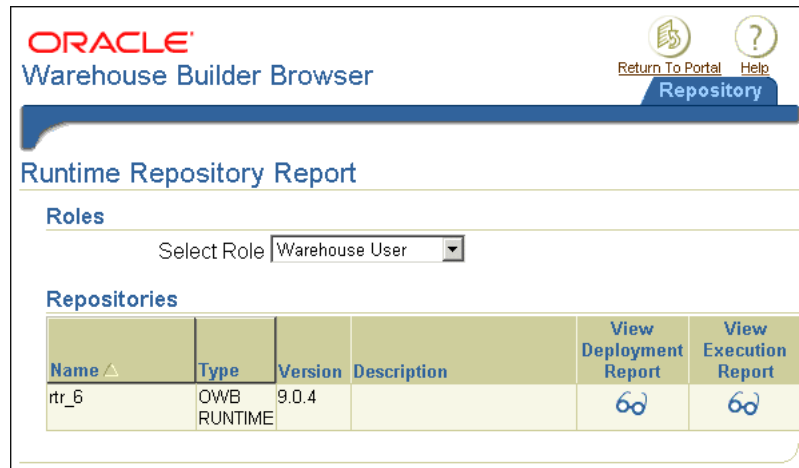 ORACLE
Warehouse Builder Browser
Return To Portal Help
Repository
Runtime Repository Report
Roles
Select Role Warehouse User
Repositories
Name Type Version Description View Deployment Report View Execution Report
rtr_6 OWB RUNTIME 9.0.4